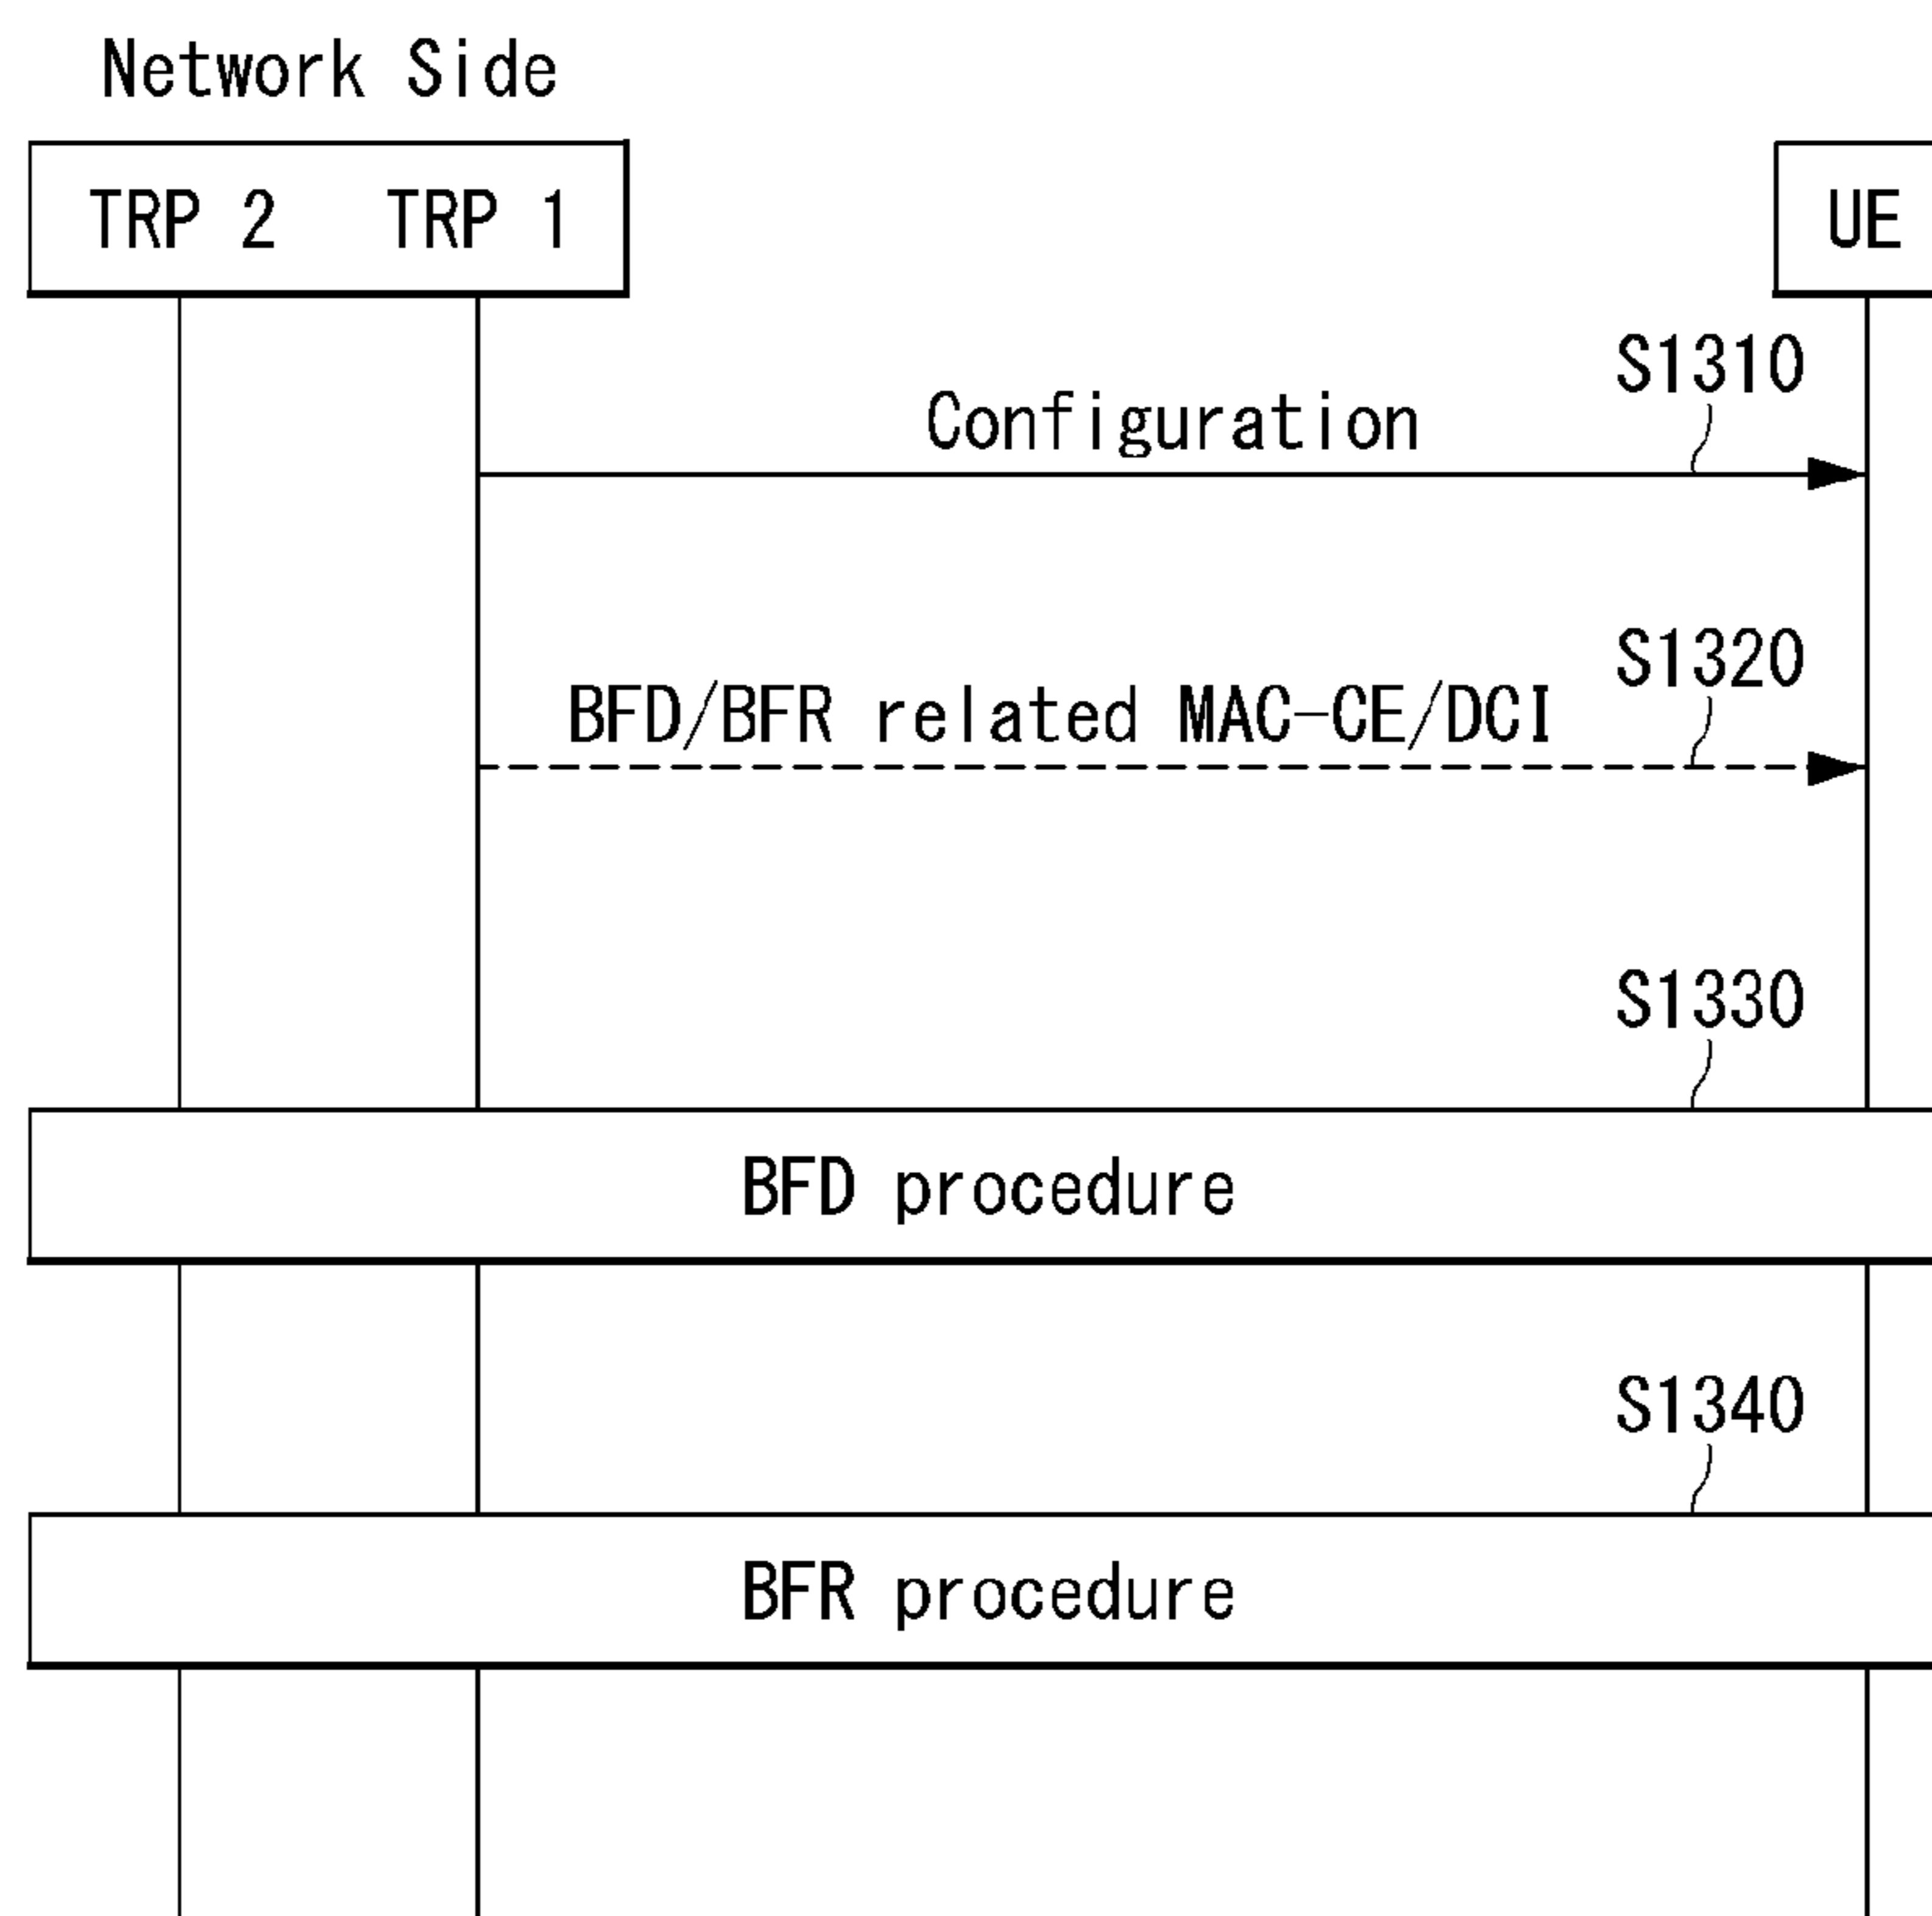 Network Side
TRP 2 TRP 1
UE
S1310
Configuration
S1320
BFD/BFR related MAC-CE/DCI
S1330
BFD procedure
S1340
BFR procedure